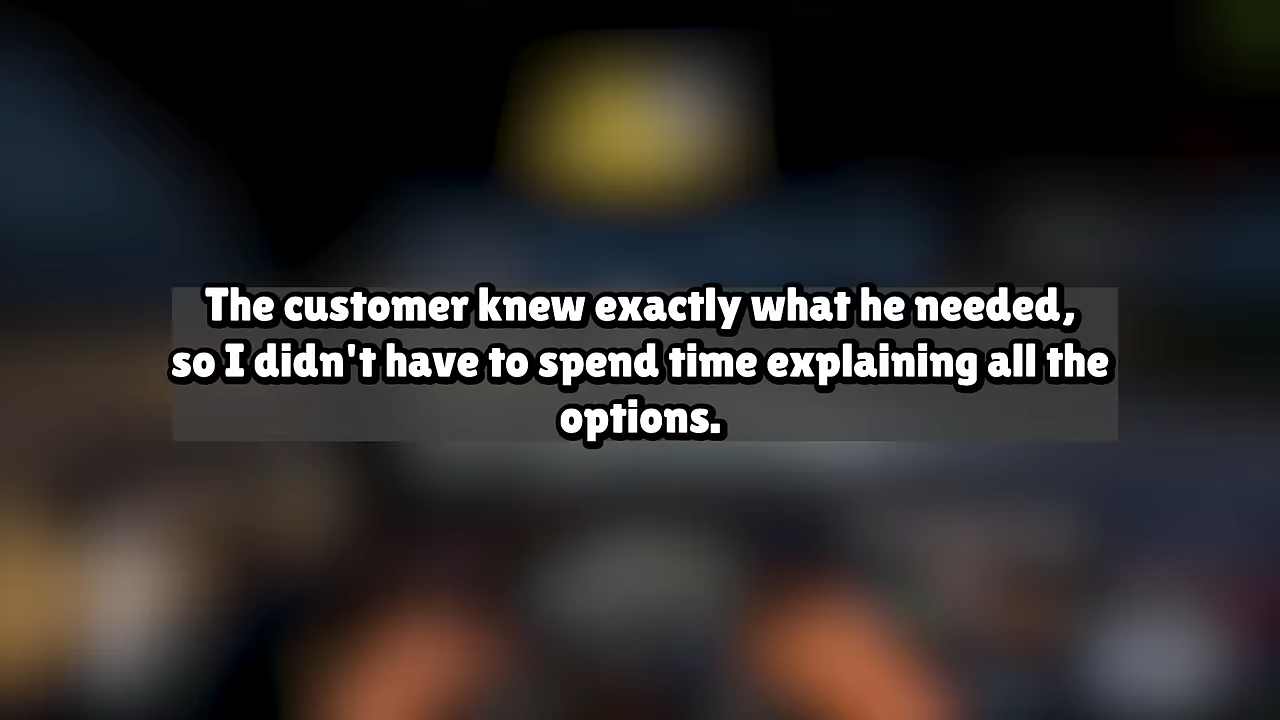 The customer knew exactly what he needed,
so I didn't have to spend time explaining all the
options.